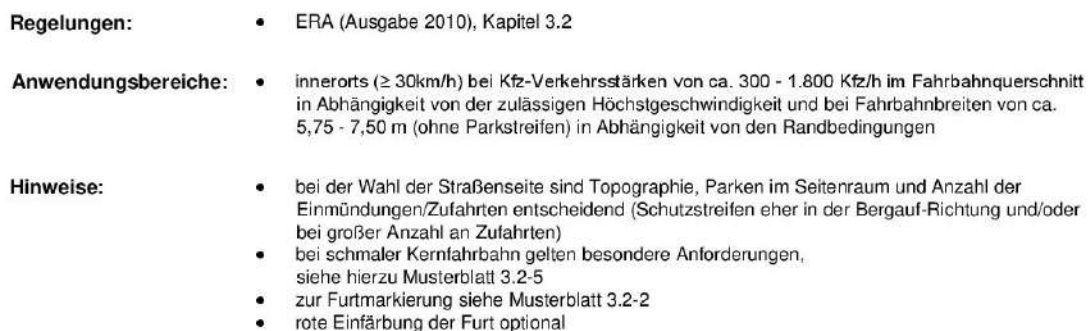 Regelungen: • ERA (Ausgabe 2010), Kapitel 3.2
Anwendungsbereiche: • innerorts (≥ 30km/h) bei Kfz-Verkehrsstärken von ca. 300 - 1.800 Kfz/h im Fahrbahnquerschnitt
in Abhängigkeit von der zulässigen Höchstgeschwindigkeit und bei Fahrbahnbreiten von ca.
5,75 - 7,50 m (ohne Parkstreifen) in Abhängigkeit von den Randbedingungen
Hinweise: • bei der Wahl der Straßenseite sind Topographie, Parken im Seitenraum und Anzahl der
Einmündungen/Zufahrten entscheidend (Schutzstreifen eher in der Bergauf-Richtung und/oder
bei großer Anzahl an Zufahrten)
• bei schmaler Kernfahrbahn gelten besondere Anforderungen,
siehe hierzu Musterblatt 3.2-5
• zur Furtmarkierung siehe Musterblatt 3.2-2
• rote Einfärbung der Furt optional